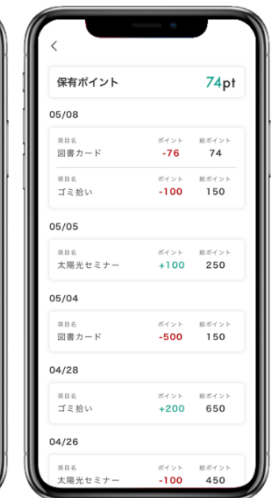 保有ポイント 74pt
05/08
項目名 ポイント 総ポイント
図書カード -76 74
項目名 ポイント 総ポイント
ゴミ拾い -100 150
05/05
項目名 ポイント 総ポイント
太陽光セミナー +100 250
05/04
項目名 ポイント 総ポイント
図書カード -500 150
04/28
項目名 ポイント 総ポイント
ゴミ拾い +200 650
04/26
項目名 ポイント 総ポイント
太陽光セミナー -100 450